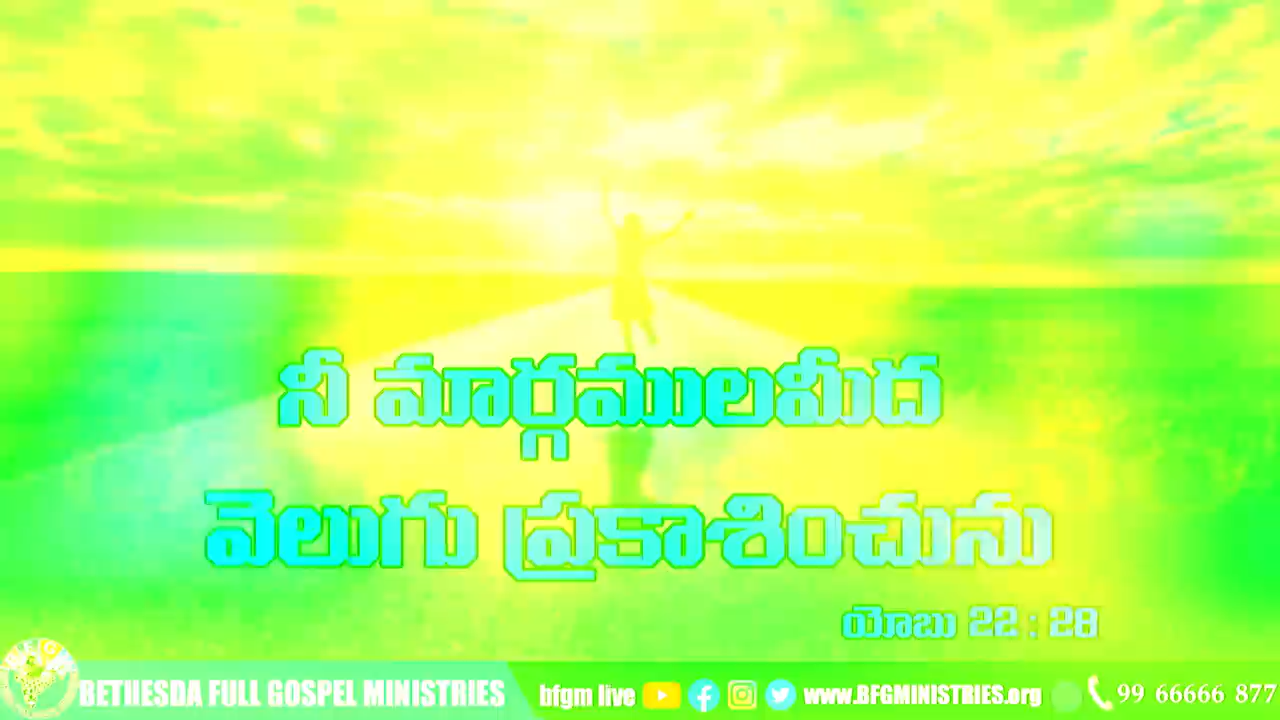 నీ మార్గములమీద
వెలుగు ప్రకాశించును
యోబు 22 : 28
BETHESDA FULL GOSPEL MINISTRIES bfgm live www.BFGMINISTRIES.org 99 66666 877